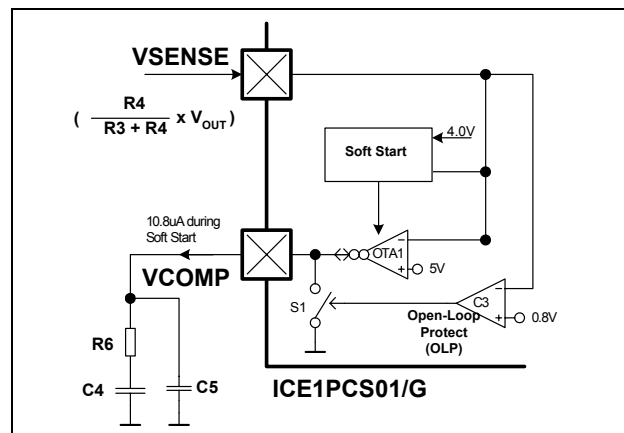 VSENSE
( R4
R3 + R4 x VOUT )
4.0V
Soft Start
10.8uA during
Soft Start
OTA1
−
+
5V
VCOMP
S1
C3
−
+
0.8V
Open-Loop
Protect
(OLP)
R6
C4
C5
ICE1PCS01/G